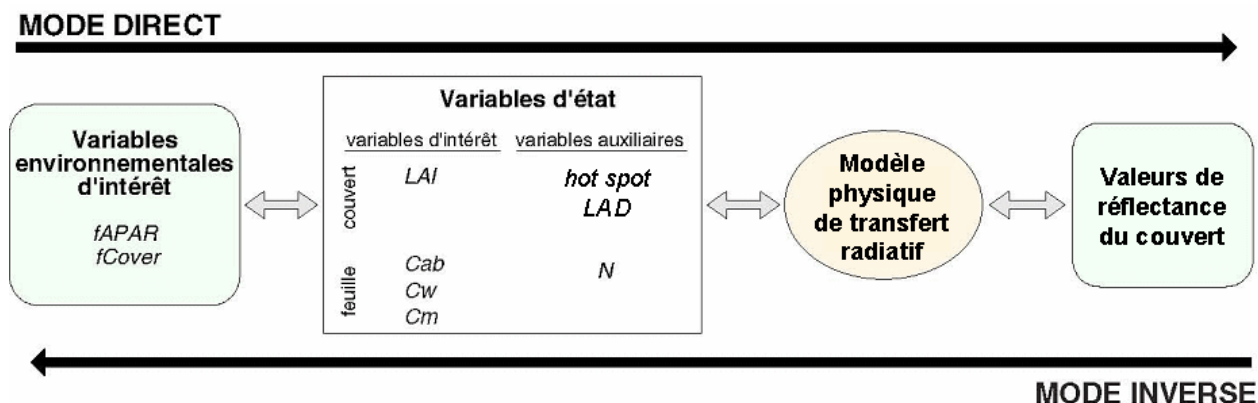 MODE DIRECT
Variables
environnementales
d'intérêt
fAPAR
fCover
Variables d'état
variables d'intérêt variables auxiliaires
couvert
LAI
hot spot
LAD
feuille
Cab
Cw
Cm
N
Modèle
physique
de transfert
radiatif
Valeurs de
réflectance
du couvert
MODE INVERSE